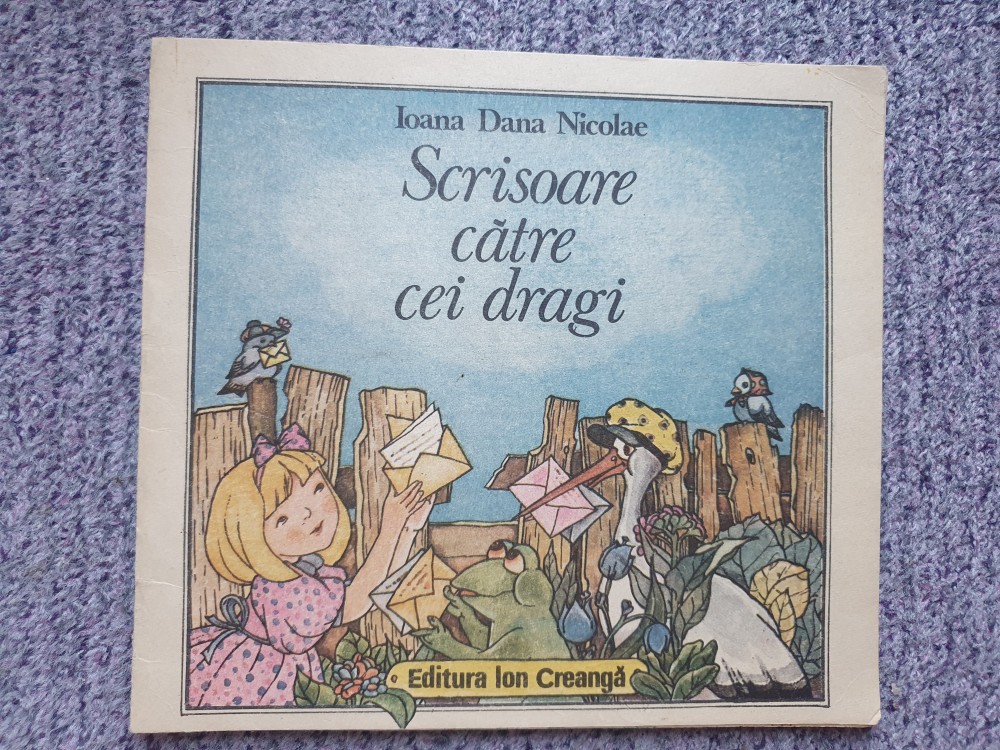 Ioana Dana Nicolae
Scrisoare
către
cei dragi
Editura Ion Creangă